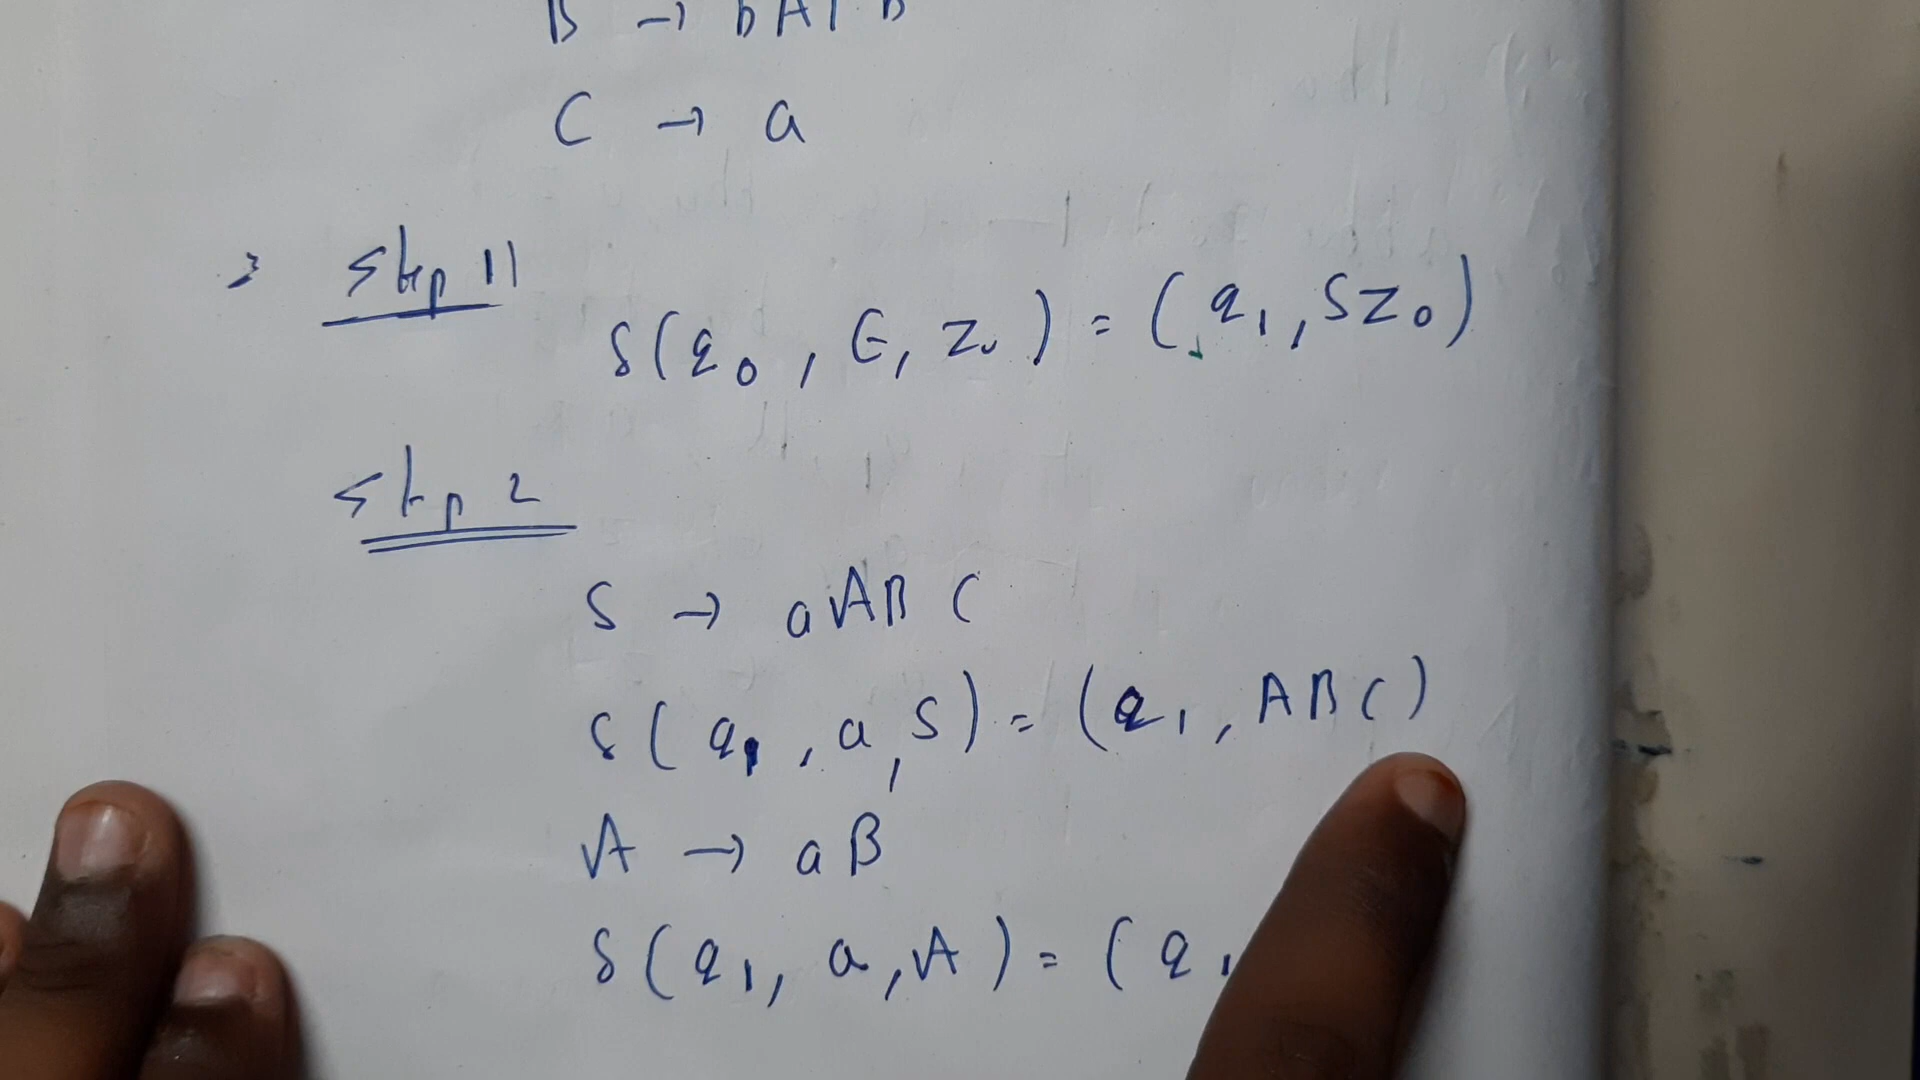 C → a
Step 1)
δ(q0, ε, z0) = (q1, Sz0)
Step 2
S → aABC
δ(q1, a, S) = (q1, ABC)
A → aB
δ(q1, a, A) = (q1